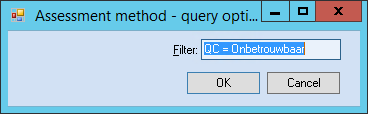 Assessment method - query opti...
Filter: QC = Onbetrouwbaar
OK Cancel